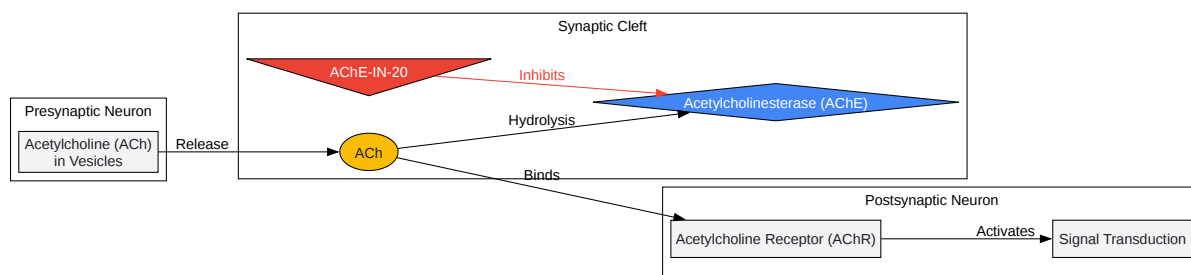 Synaptic Cleft
AChE-IN-20
Inhibits
Acetylcholinesterase (AChE)
Presynaptic Neuron
Hydrolysis
Acetylcholine (ACh)
in Vesicles
Release
ACh
Binds
Postsynaptic Neuron
Acetylcholine Receptor (AChR)
Activates
Signal Transduction